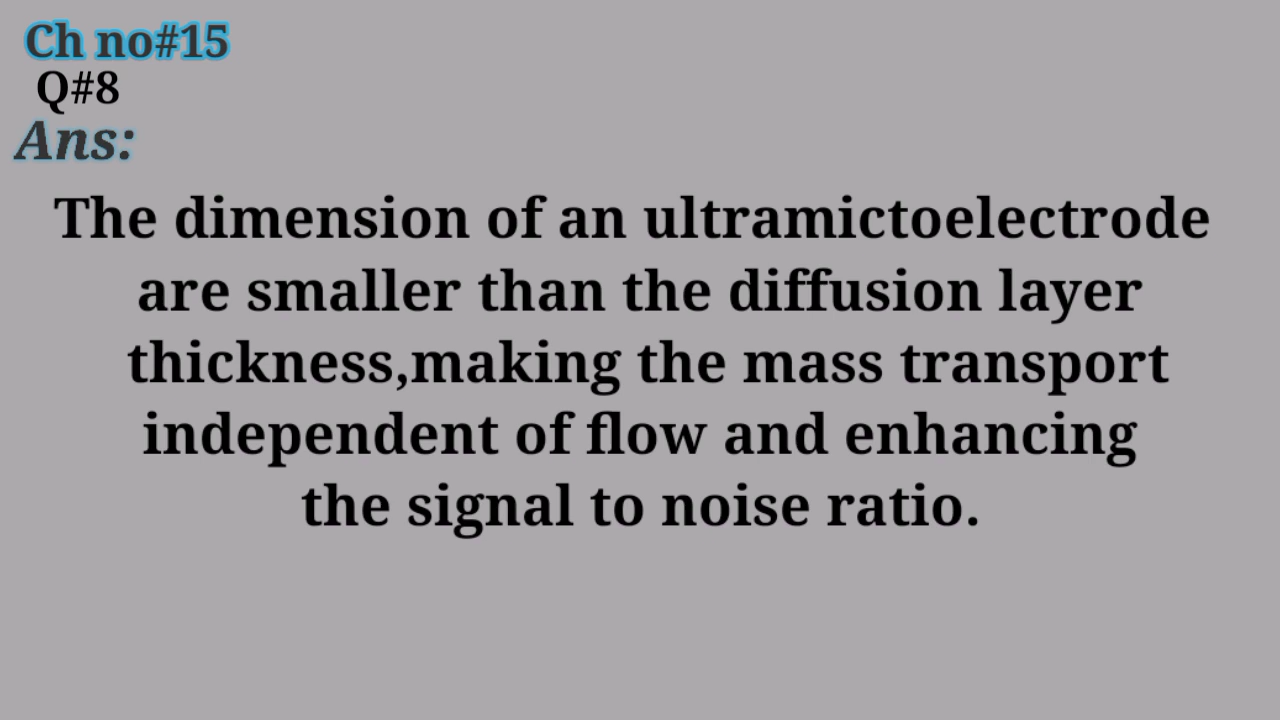 Ch no#15
Q#8
Ans:
The dimension of an ultramictoelectrode
are smaller than the diffusion layer
thickness,making the mass transport
independent of flow and enhancing
the signal to noise ratio.